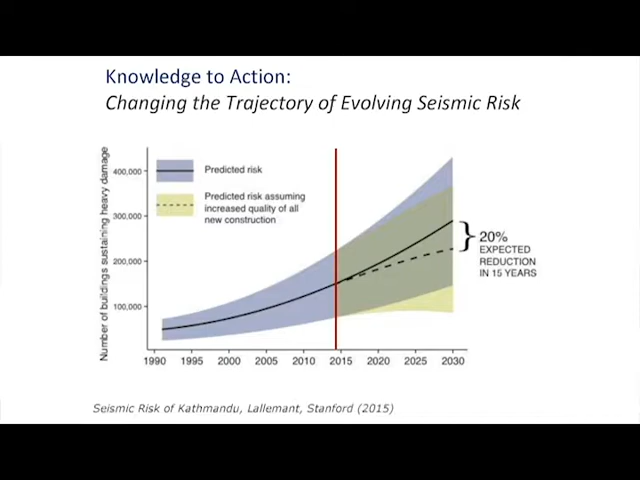 Knowledge to Action:
Changing the Trajectory of Evolving Seismic Risk
Number of buildings sustaining heavy damage
400,000
300,000
200,000
100,000
Predicted risk
Predicted risk assuming
increased quality of all
new construction
20%
EXPECTED
REDUCTION
IN 15 YEARS
1990 1995 2000 2005 2010 2015 2020 2025 2030
Seismic Risk of Kathmandu, Lallemant, Stanford (2015)